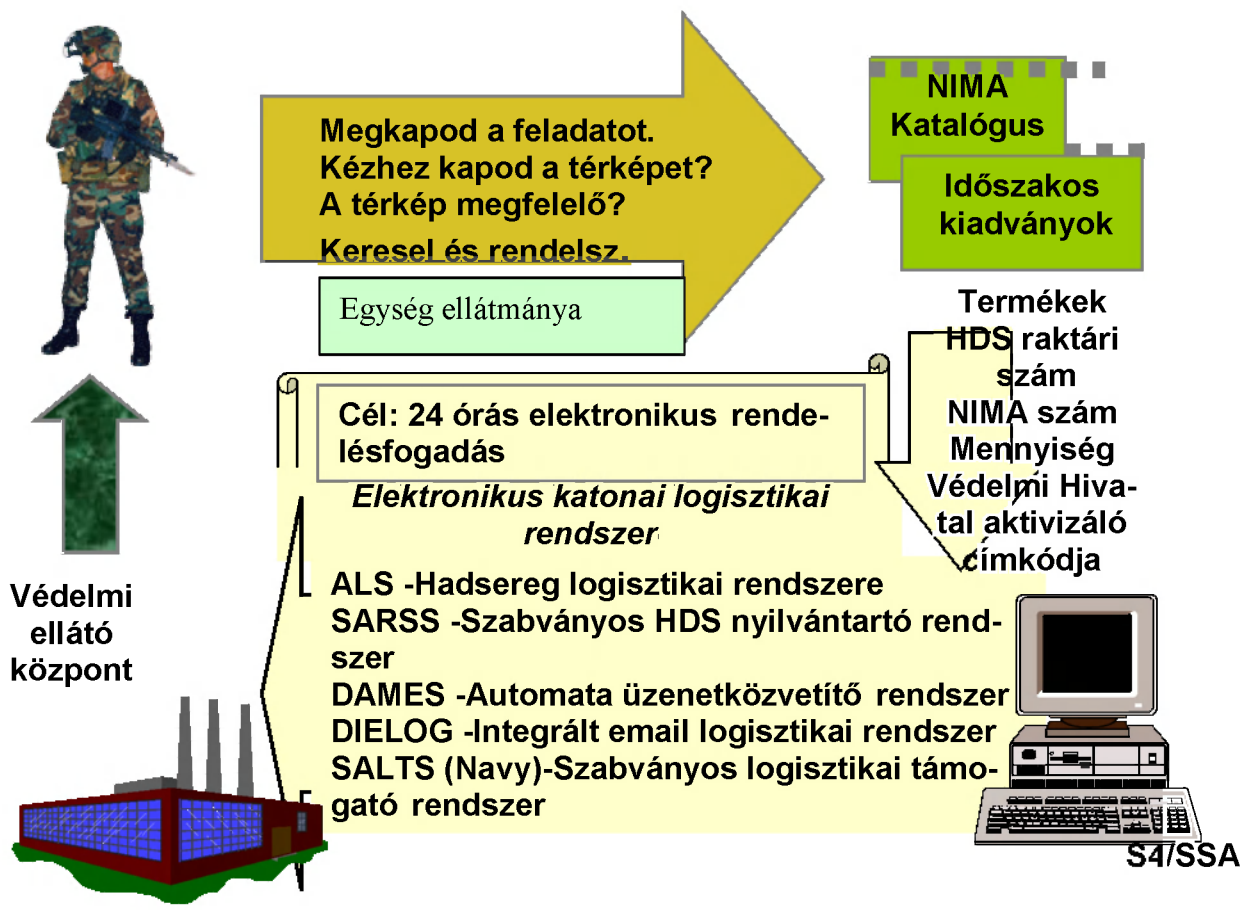 Megkapod a feladatot.
Kézhez kapod a térképet?
A térkép megfelelő?
Keresel és rendelsz.
Egység ellátmánya
NIMA
Katalógus
Időszakos
kiadványok
Termékek
HDS raktári
szám
NIMA szám
Mennyiség
Védelmi Hiva-
tal aktivizáló
címkódja
Cél: 24 órás elektronikus rende-
lésfogadás
Elektronikus katonai logisztikai
rendszer
ALS -Hadsereg logisztikai rendszere
SARSS -Szabványos HDS nyilvántartó rend-
szer
DAMES -Automata üzenetközvetítő rendszer
DIELOG -Integrált email logisztikai rendszer
SALTS (Navy)-Szabványos logisztikai támo-
gató rendszer
S4/SSA
Védelmi
ellátó
központ